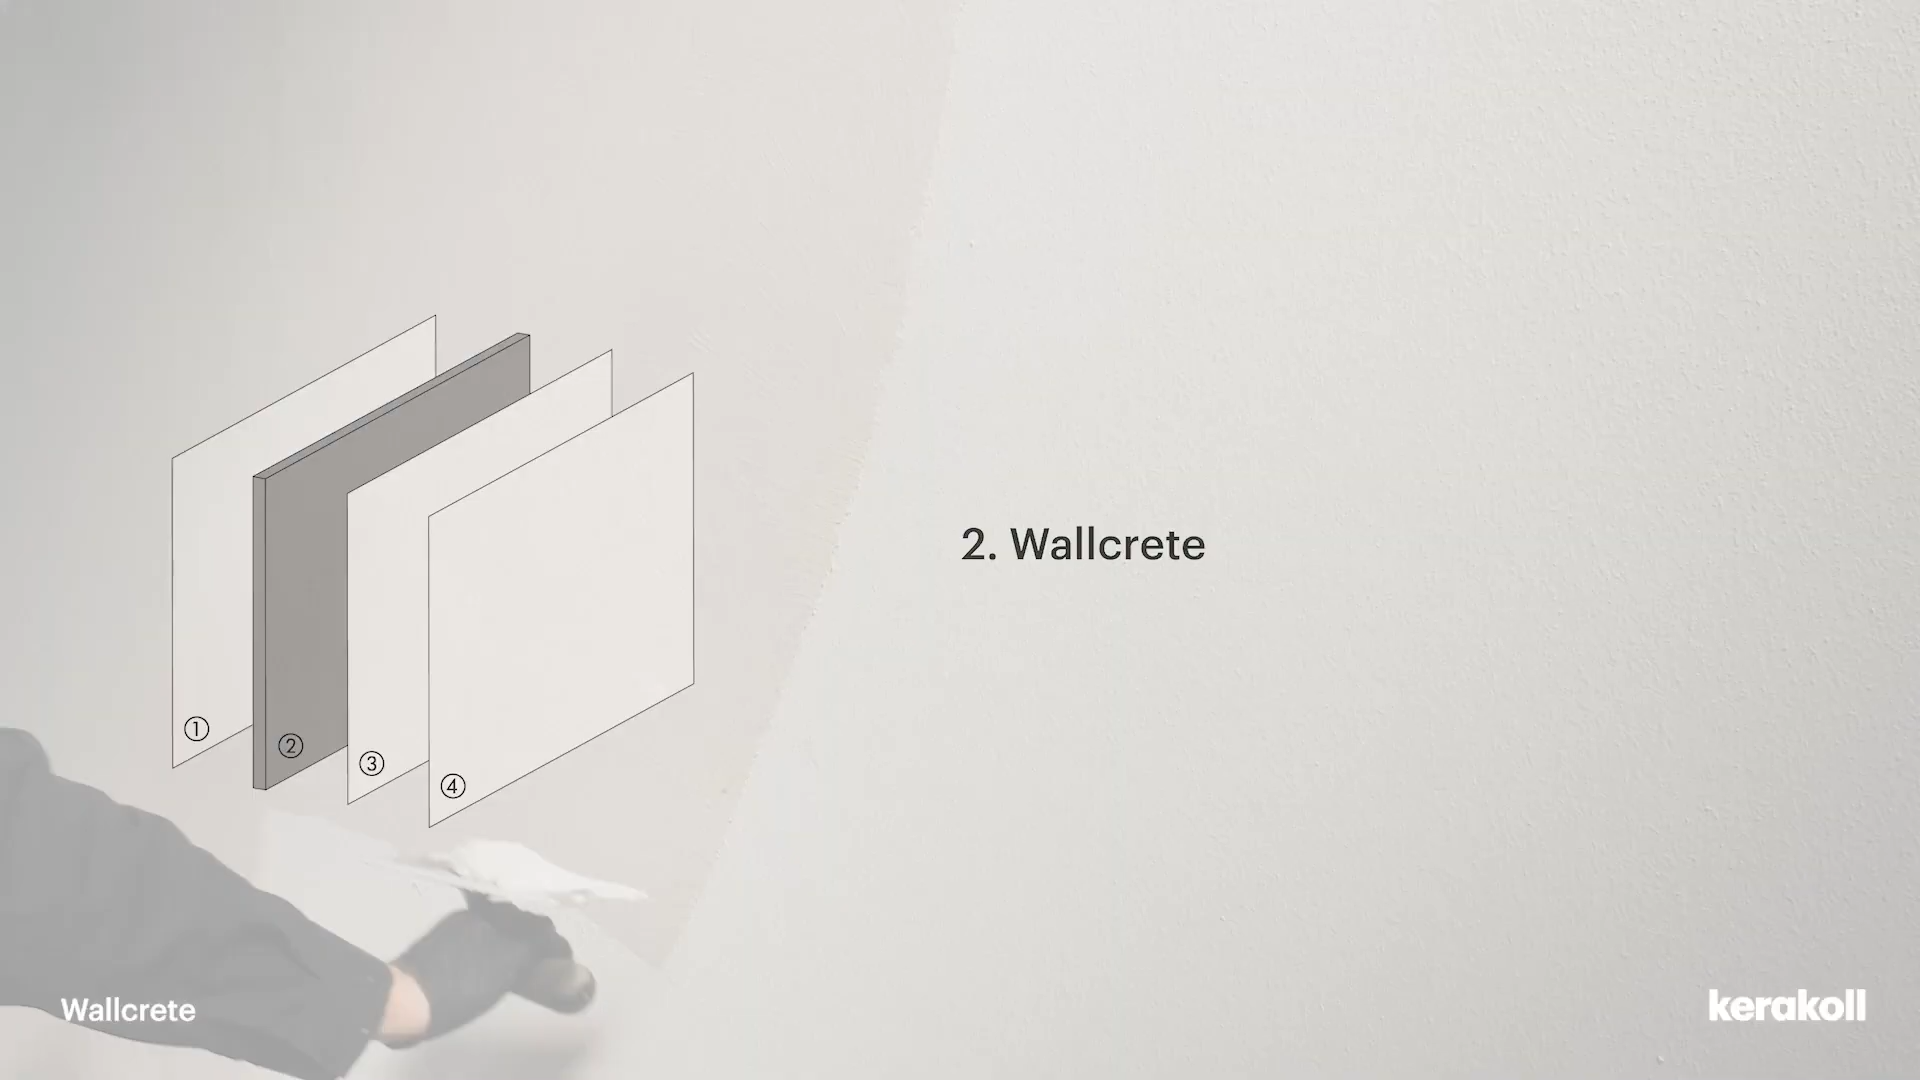 ①
②
③
④
2. Wallcrete
Wallcrete
kerakoll